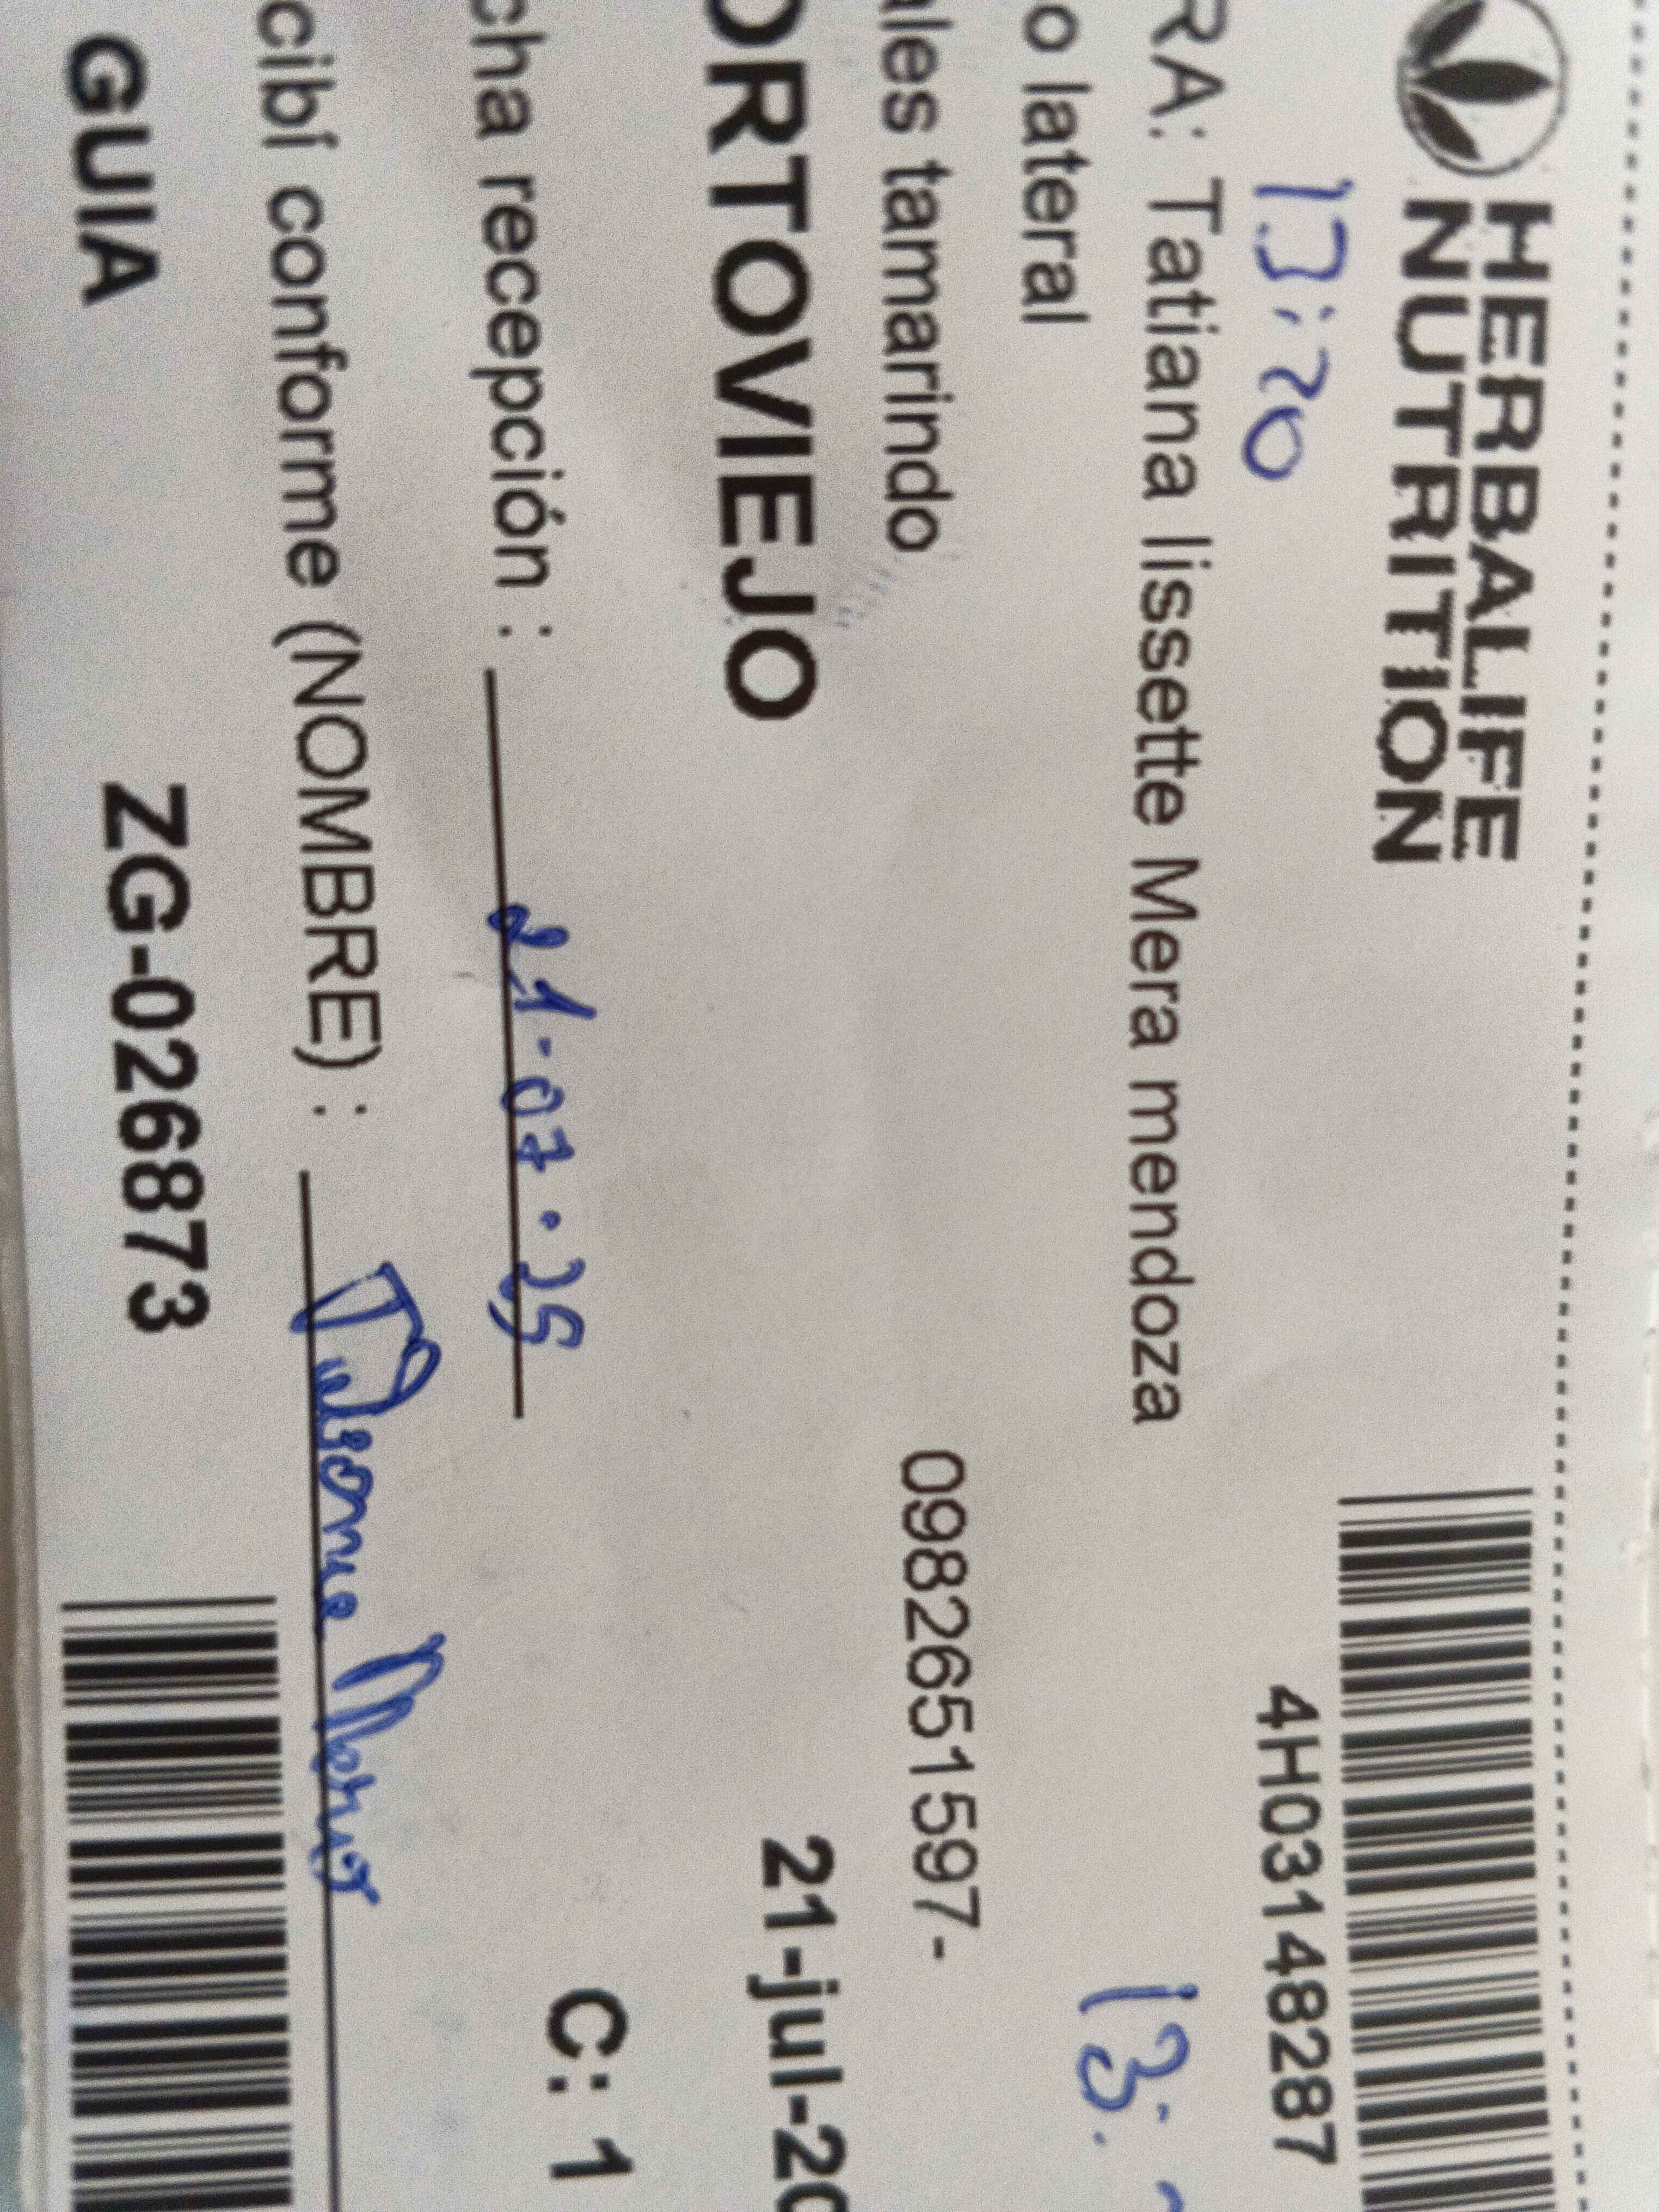 HERBALIFE
NUTRITION
4H03148287
13:20
RA: Tatiana lissette Mera mendoza
13:
o lateral
ales tamarindo
0982651597-
ORTOVIEJO
21-jul-20
cha recepción :
21.07.25
C: 1
cibí conforme (NOMBRE) :
GUIA
ZG-026873